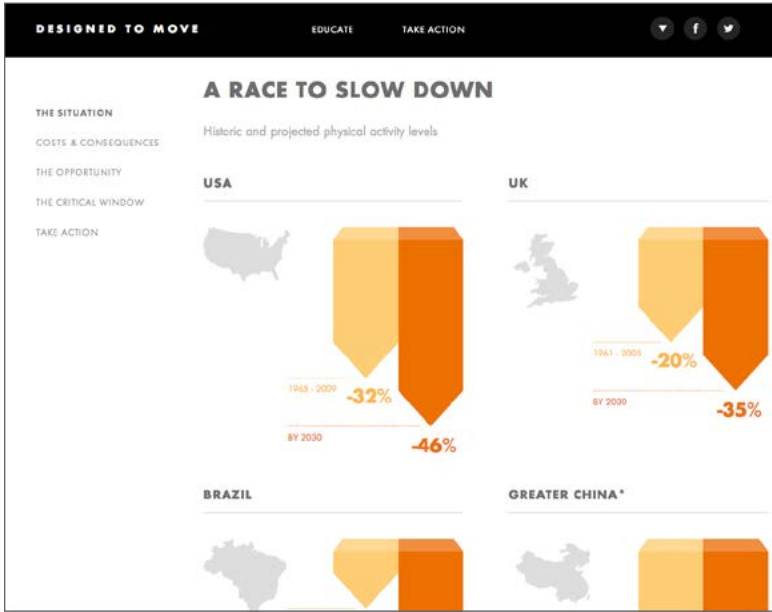 DESIGNED TO MOVE
EDUCATE
TAKE ACTION
THE SITUATION
COSTS & CONSEQUENCES
THE OPPORTUNITY
THE CRITICAL WINDOW
TAKE ACTION
A RACE TO SLOW DOWN
Historic and projected physical activity levels
USA
1965 - 2009
-32%
BY 2030
-46%
UK
1961 - 2005
-20%
BY 2030
-35%
BRAZIL
GREATER CHINA*